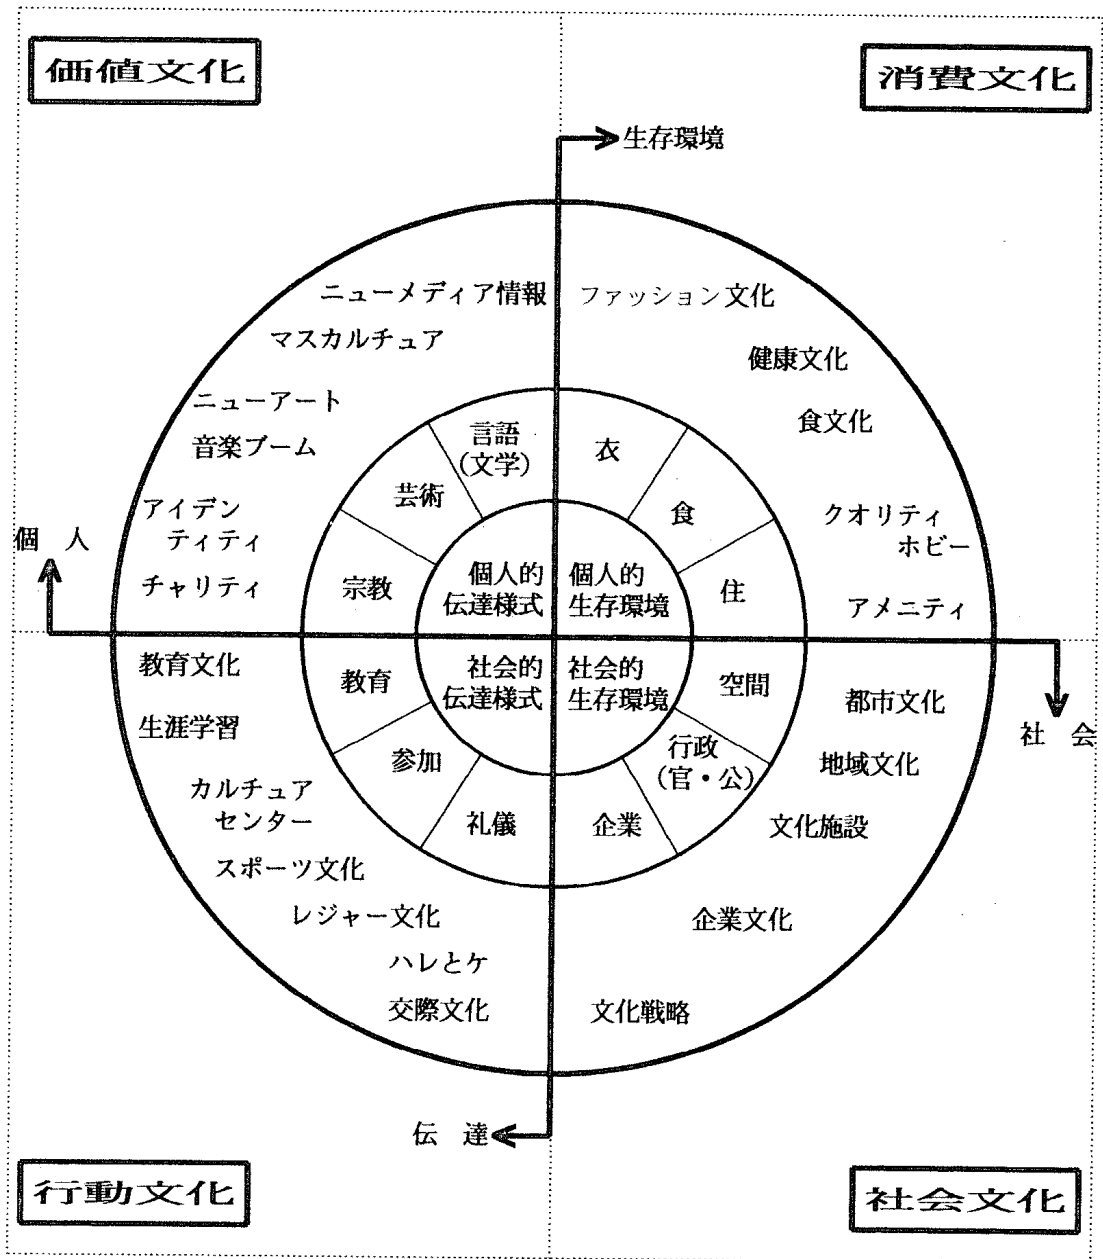 価値文化
消費文化
生存環境
ニューメディア情報
ファッション文化
マスカルチュア
健康文化
ニューアート
食文化
音楽ブーム
言語
(文学)
衣
芸術
食
アイデン
ティティ
クオリティ
ホビー
個 人
チャリティ
宗教
個人的
伝達様式
個人的
生存環境
住
アメニティ
教育文化
教育
社会的
伝達様式
社会的
生存環境
空間
都市文化
生涯学習
社 会
参加
行政
(官・公)
地域文化
カルチュア
センター
礼儀
企業
文化施設
スポーツ文化
レジャー文化
企業文化
ハレとケ
交際文化
文化戦略
伝 達
行動文化
社会文化